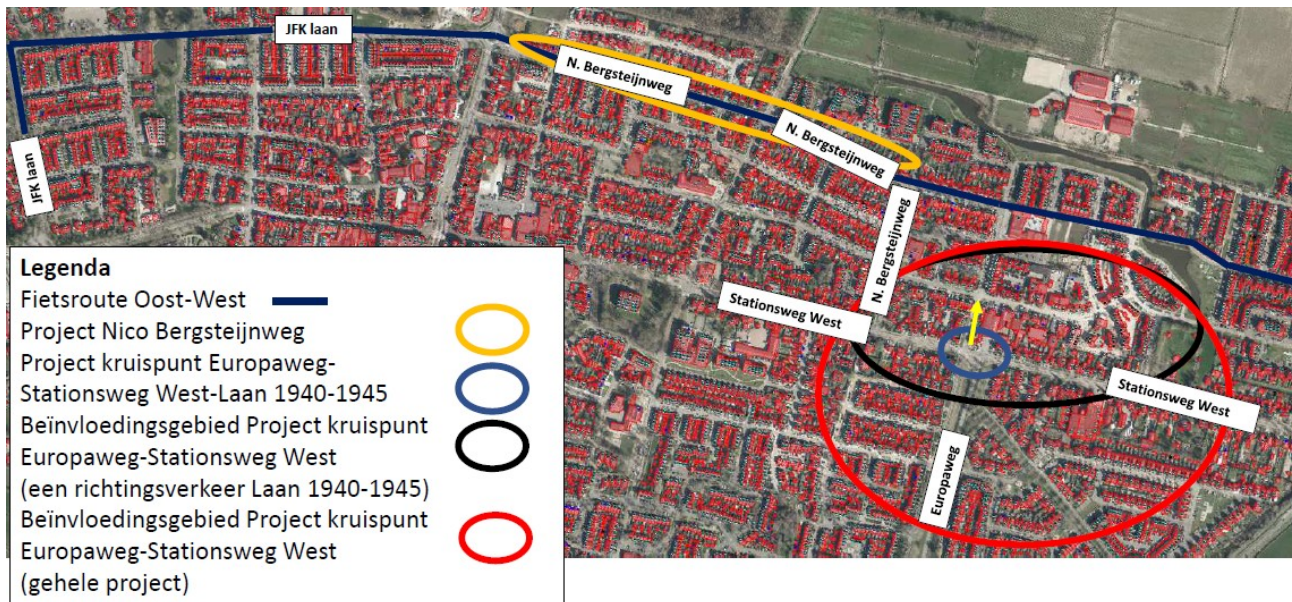 JFK laan
N. Bergsteijnweg
N. Bergsteijnweg
JFK laan
N. Bergsteijnweg
Stationsweg West
Stationsweg West
Europaweg
Legenda
Fietsroute Oost-West
Project Nico Bergsteijnweg
Project kruispunt Europaweg-
Stationsweg West-Laan 1940-1945
Beïnvloedingsgebied Project kruispunt
Europaweg-Stationsweg West
(een richtingsverkeer Laan 1940-1945)
Beïnvloedingsgebied Project kruispunt
Europaweg-Stationsweg West
(gehele project)